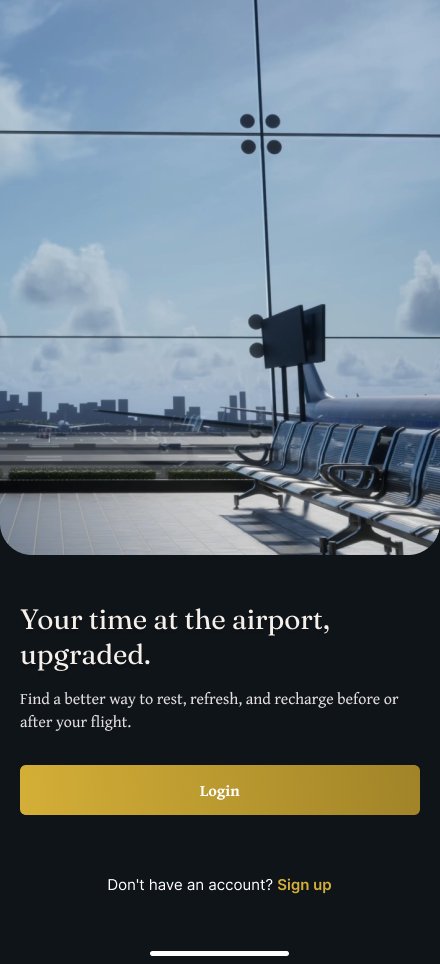 Your time at the airport,
upgraded.
Find a better way to rest, refresh, and recharge before or
after your flight.
Login
Don't have an account? Sign up